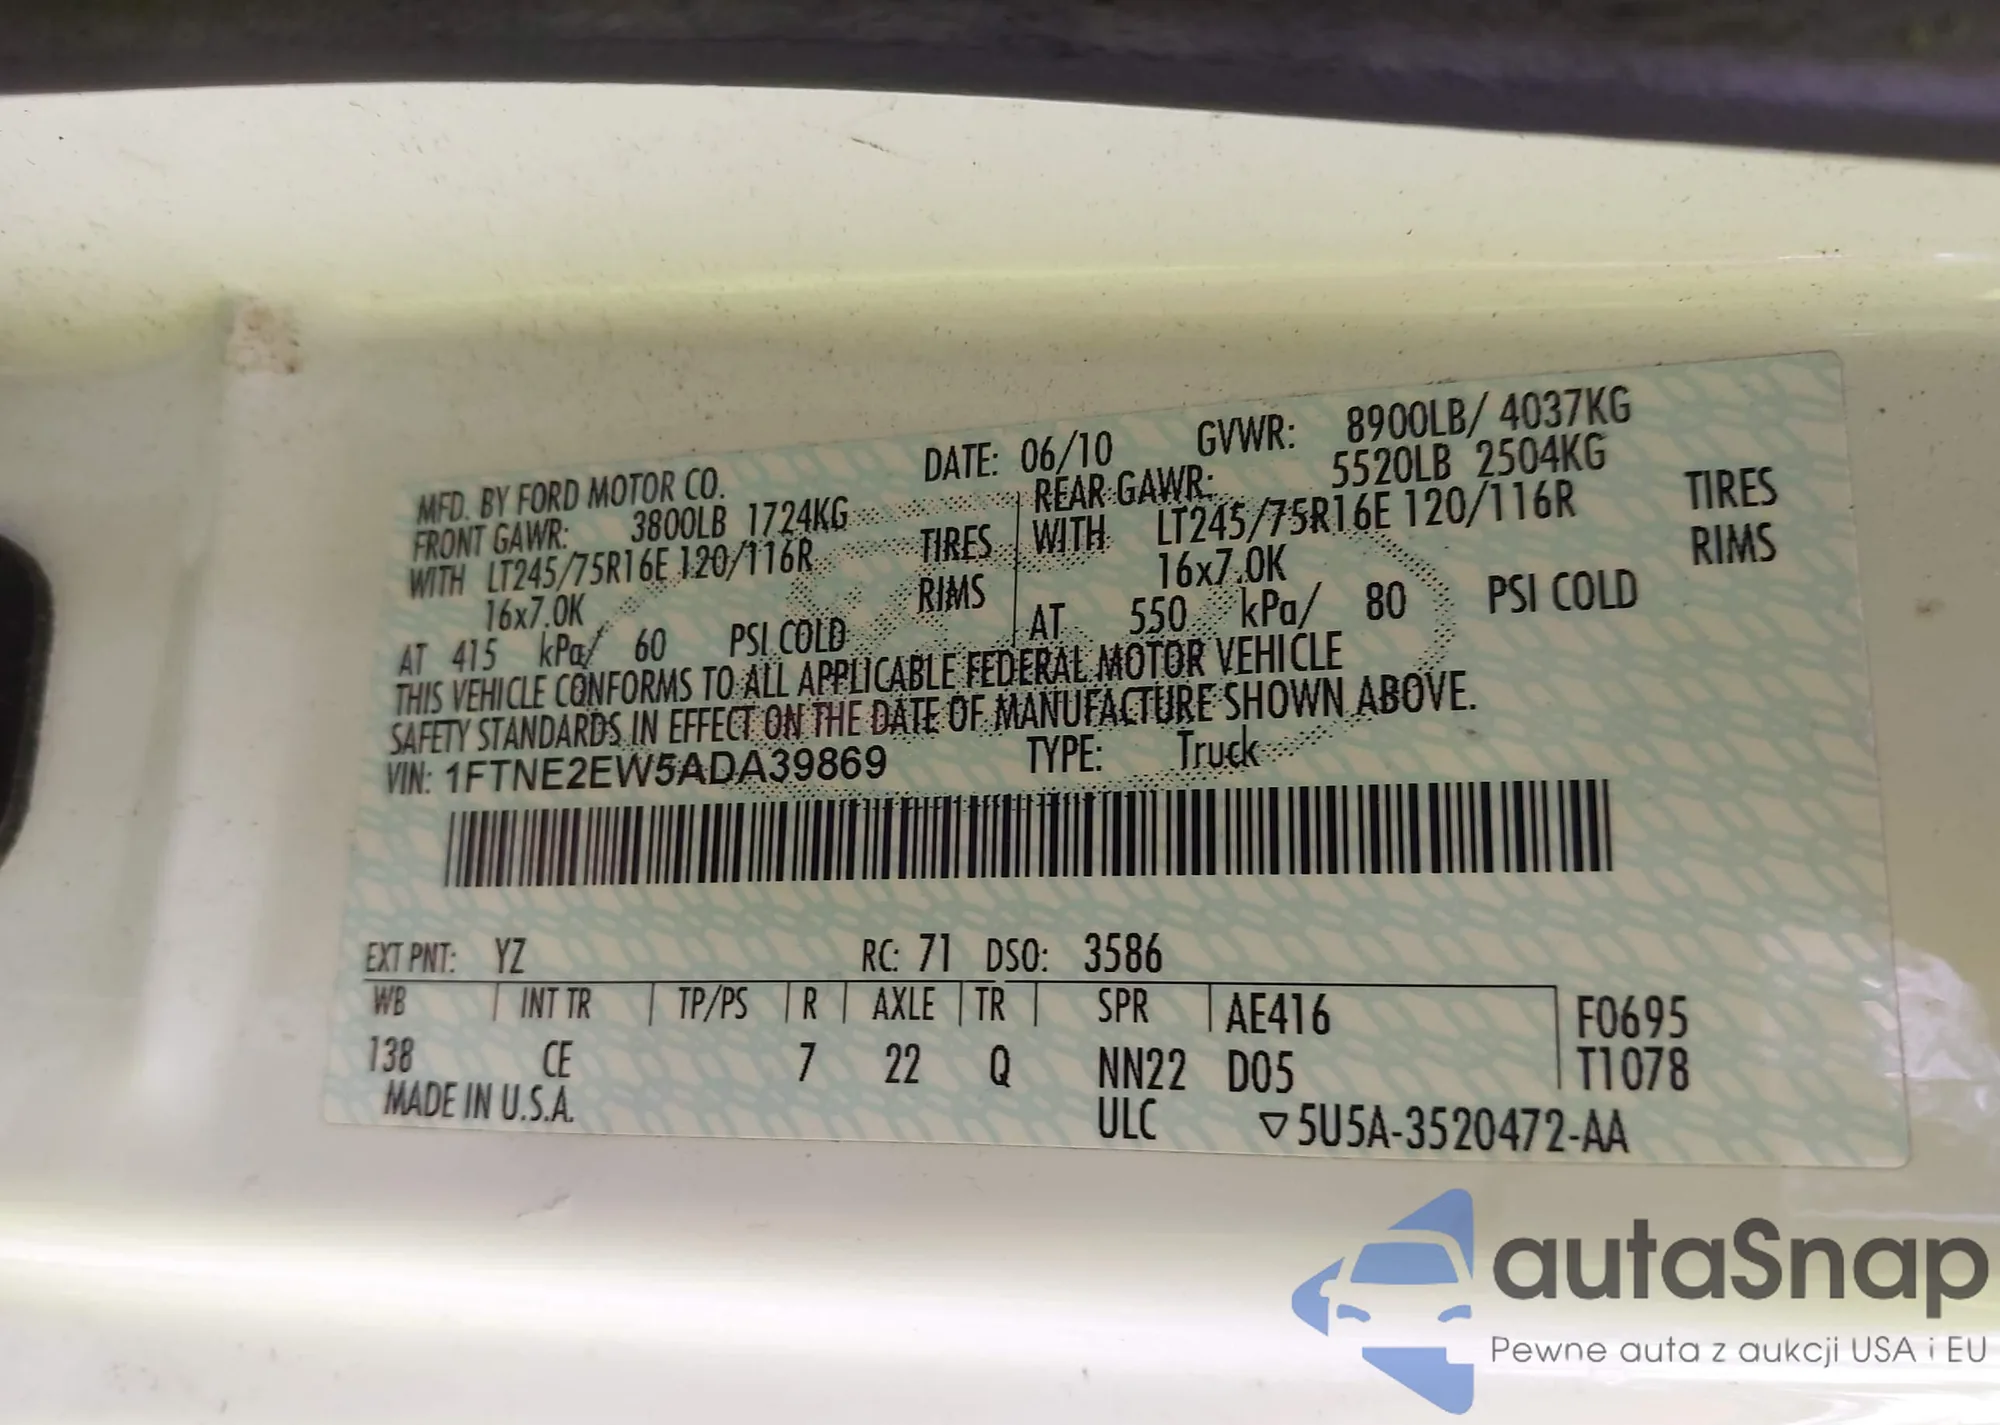 MFD. BY FORD MOTOR CO. DATE: 06/10 GVWR: 8900LB/ 4037KG
FRONT GAWR: 3800LB 1724KG REAR GAWR: 5520LB 2504KG
WITH LT245/75R16E 120/116R TIRES WITH LT245/75R16E 120/116R TIRES
16x7.0K RIMS 16x7.0K RIMS
AT 415 kPa/ 60 PSI COLD AT 550 kPa/ 80 PSI COLD
THIS VEHICLE CONFORMS TO ALL APPLICABLE FEDERAL MOTOR VEHICLE
SAFETY STANDARDS IN EFFECT ON THE DATE OF MANUFACTURE SHOWN ABOVE.
VIN: 1FTNE2EW5ADA39869 TYPE: Truck
EXT PNT: YZ RC: 71 DSO: 3586
WB INT TR TP/PS R AXLE TR SPR AE416 F0695
138 CE 7 22 Q NN22 D05 T1078
MADE IN U.S.A. ULC ▽5U5A-3520472-AA
autaSnap
Pewne auta z aukcji USA i EU